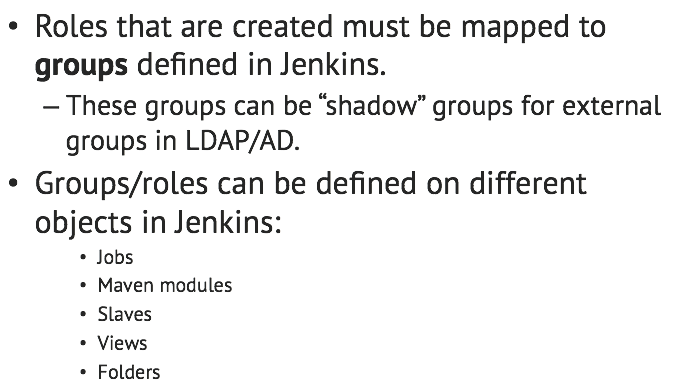 • Roles that are created must be mapped to
groups defined in Jenkins.
– These groups can be “shadow” groups for external
groups in LDAP/AD.
• Groups/roles can be defined on different
objects in Jenkins:
• Jobs
• Maven modules
• Slaves
• Views
• Folders